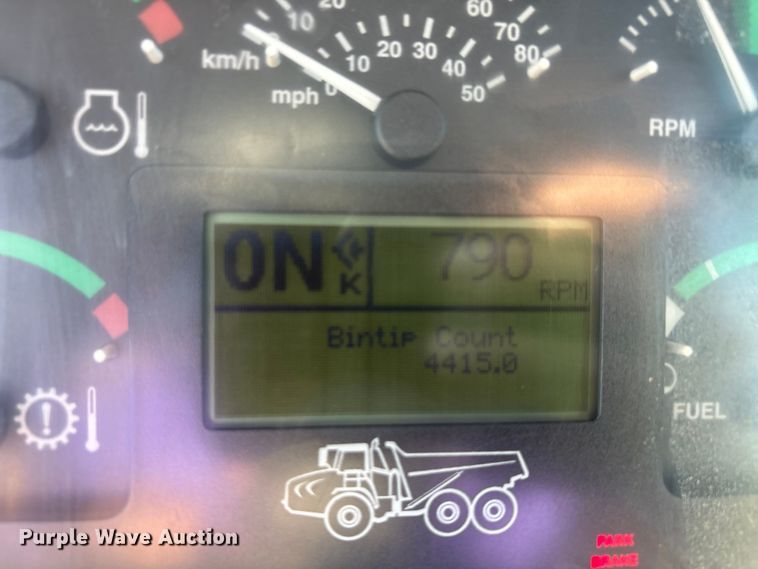 20 60
10 70
km/h 10 20 30 80
mph 0 40
50
RPM
0N K 790 RPM
Bintip Count
4415.0
FUEL
Purple Wave Auction
PARK
BRAKE